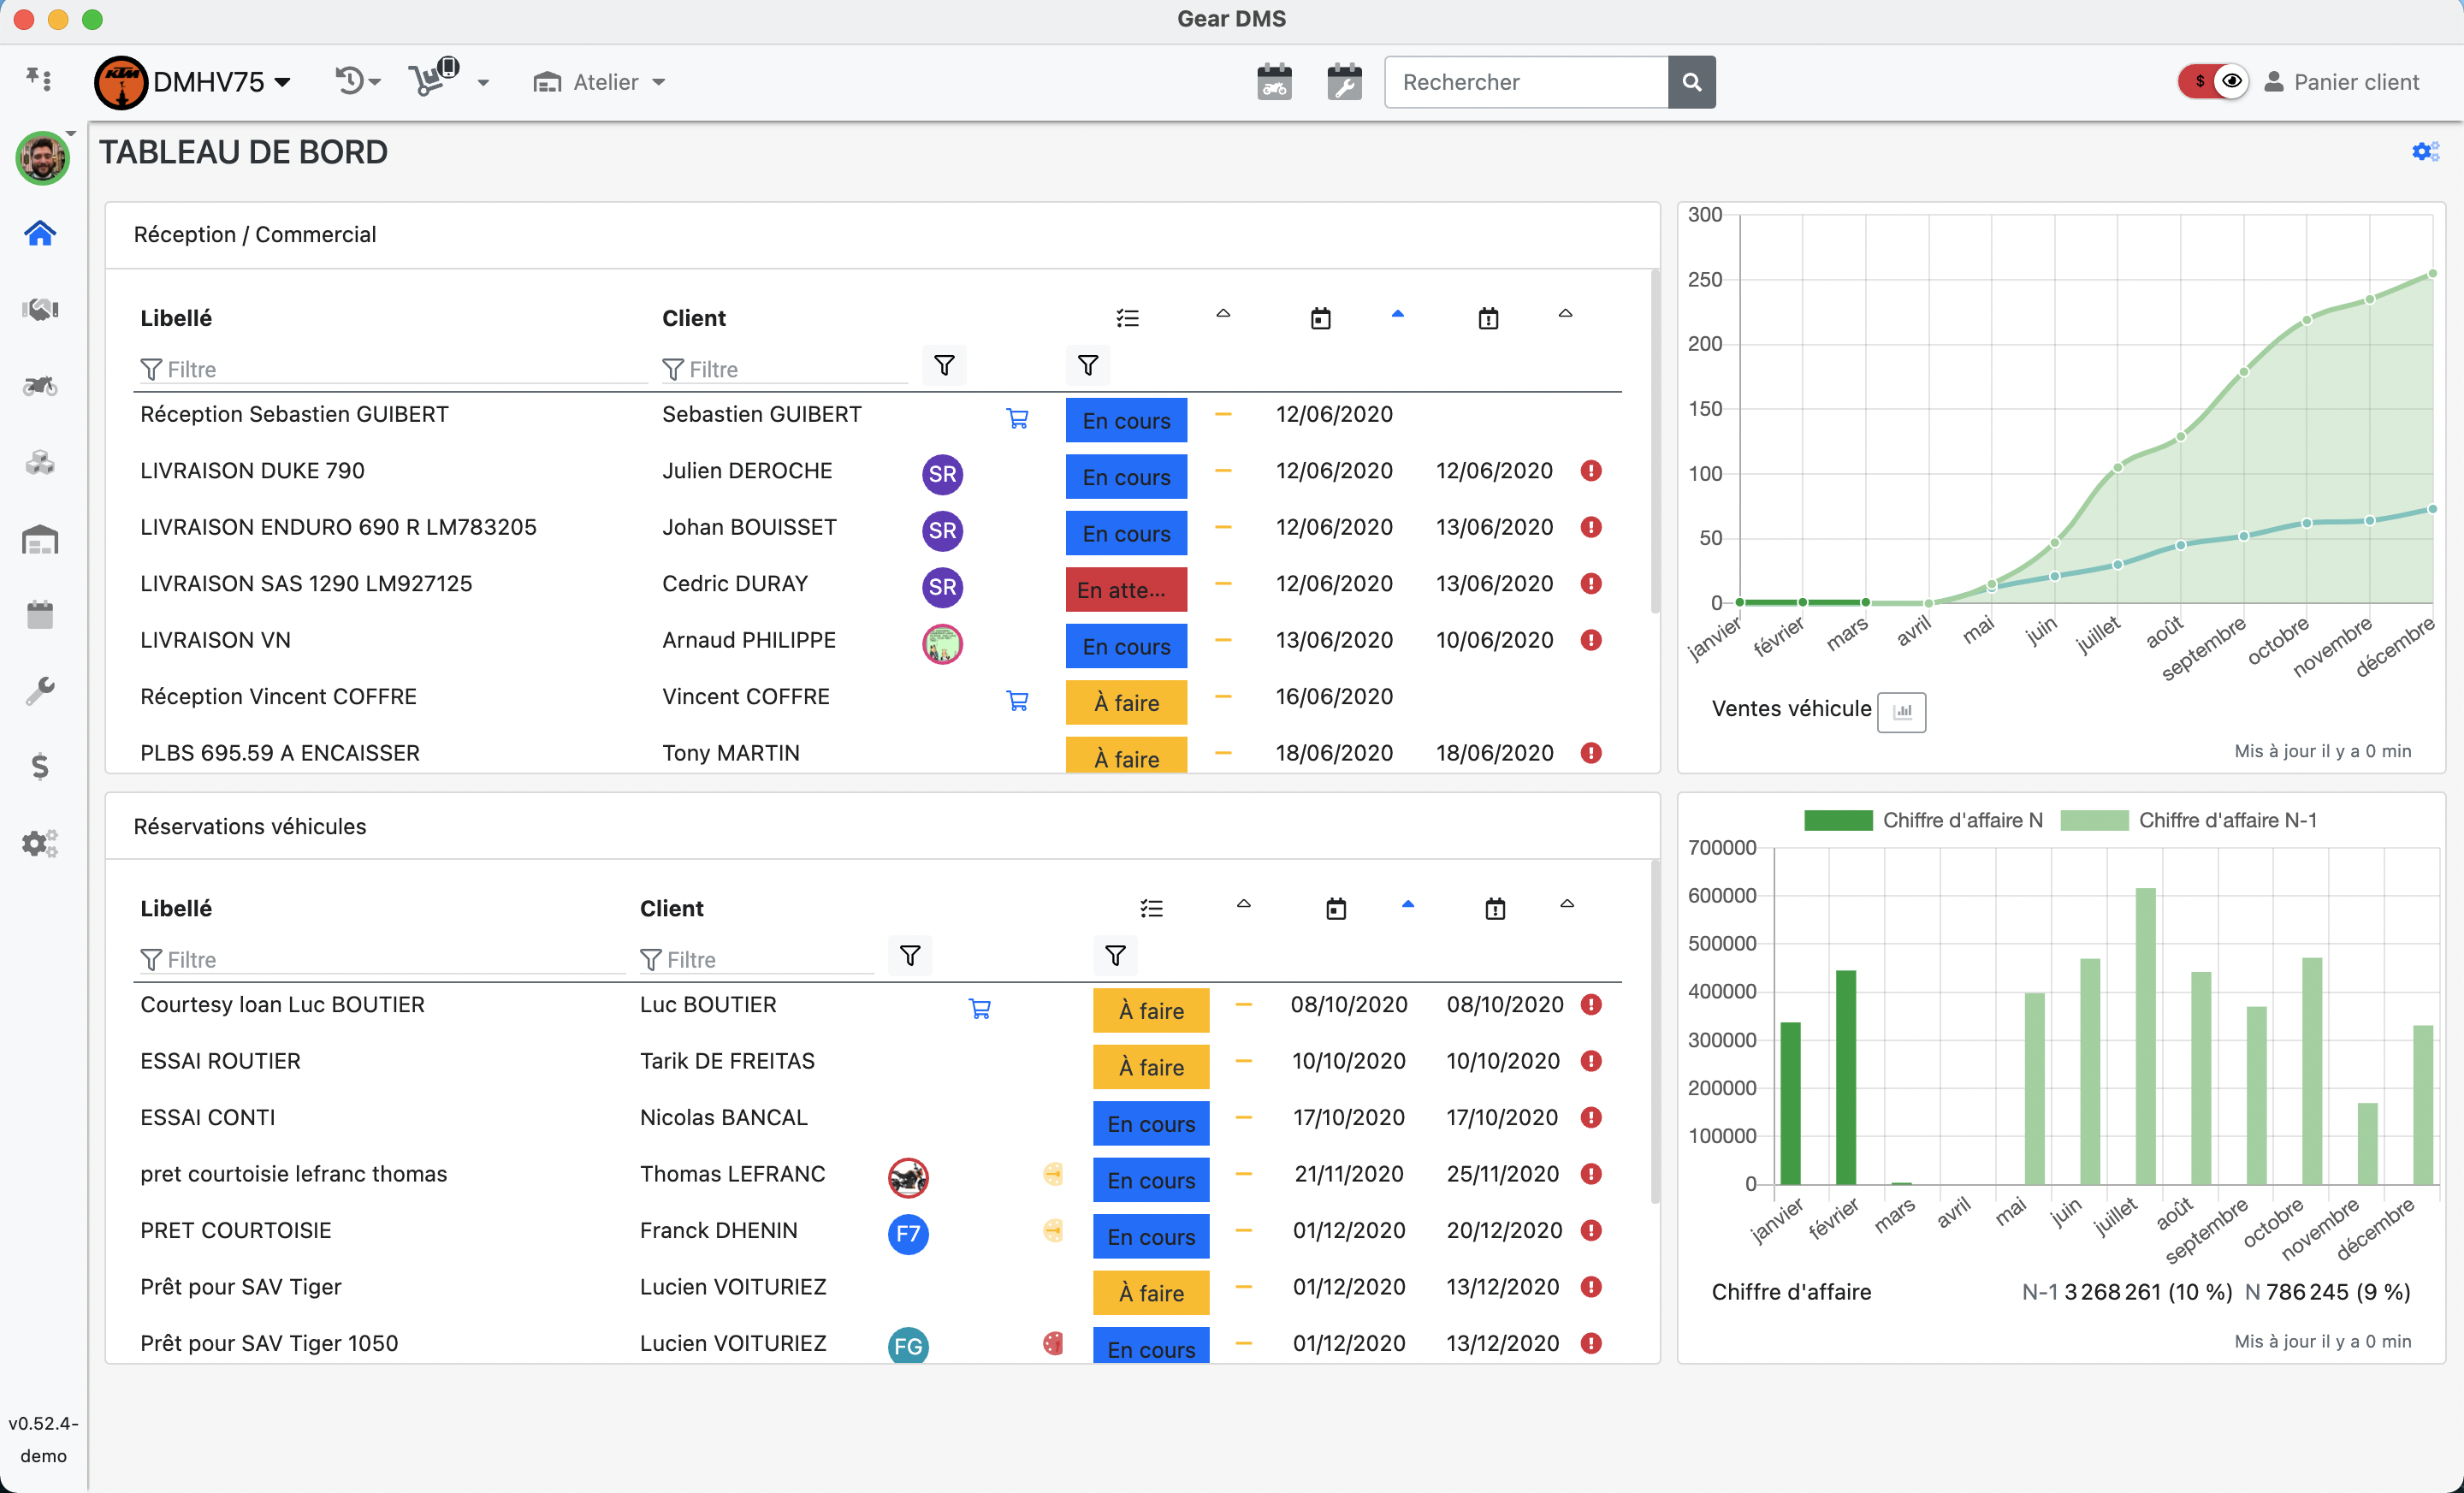 Gear DMS
KTM DMHV75
Atelier
Rechercher
$
Panier client
TABLEAU DE BORD
Réception / Commercial
Libellé Client
Filtre Filtre
Réception Sebastien GUIBERT Sebastien GUIBERT En cours 12/06/2020
LIVRAISON DUKE 790 Julien DEROCHE SR En cours 12/06/2020 12/06/2020
LIVRAISON ENDURO 690 R LM783205 Johan BOUISSET SR En cours 12/06/2020 13/06/2020
LIVRAISON SAS 1290 LM927125 Cedric DURAY SR En atte... 12/06/2020 13/06/2020
LIVRAISON VN Arnaud PHILIPPE En cours 13/06/2020 10/06/2020
Réception Vincent COFFRE Vincent COFFRE À faire 16/06/2020
PLBS 695.59 A ENCAISSER Tony MARTIN À faire 18/06/2020 18/06/2020
300
250
200
150
100
50
0
janvier février mars avril mai juin juillet août septembre octobre novembre décembre
Ventes véhicule
Mis à jour il y a 0 min
Réservations véhicules
Libellé Client
Filtre Filtre
Courtesy loan Luc BOUTIER Luc BOUTIER À faire 08/10/2020 08/10/2020
ESSAI ROUTIER Tarik DE FREITAS À faire 10/10/2020 10/10/2020
ESSAI CONTI Nicolas BANCAL En cours 17/10/2020 17/10/2020
pret courtoisie lefranc thomas Thomas LEFRANC En cours 21/11/2020 25/11/2020
PRET COURTOISIE Franck DHENIN F7 En cours 01/12/2020 20/12/2020
Prêt pour SAV Tiger Lucien VOITURIEZ À faire 01/12/2020 13/12/2020
Prêt pour SAV Tiger 1050 Lucien VOITURIEZ FG En cours 01/12/2020 13/12/2020
Chiffre d'affaire N Chiffre d'affaire N-1
700000
600000
500000
400000
300000
200000
100000
0
janvier février mars avril mai juin juillet août septembre octobre novembre décembre
Chiffre d'affaire N-1 3 268 261 (10 %) N 786 245 (9 %)
Mis à jour il y a 0 min
v0.52.4-
demo